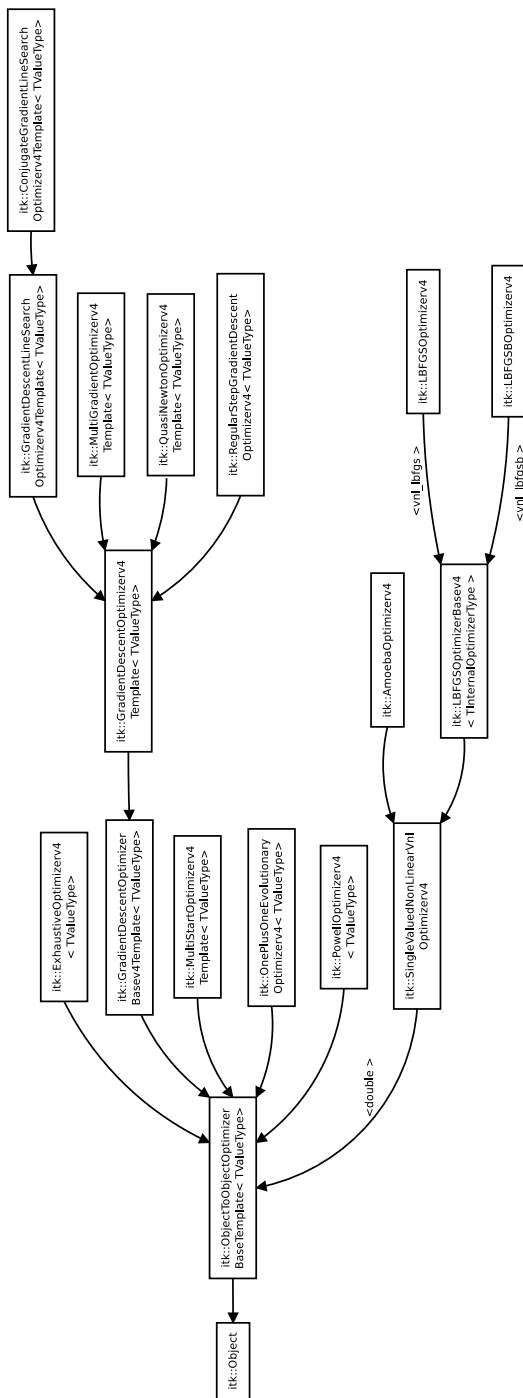 itk::ConjugateGradientLineSearch
Optimizerv4Template< TValueType>
itk::GradientDescentLineSearch
Optimizerv4Template< TValueType>
itk::MultiGradientOptimizerv4
Template< TValueType>
itk::QuasiNewtonOptimizerv4
Template< TValueType>
itk::RegularStepGradientDescent
Optimizerv4< TValueType>
itk::LBFGSOptimizerv4
itk::LBFGSBOptimizerv4
<vnl_lbfgs >
<vnl_lbfgsb >
itk::GradientDescentOptimizerv4
Template< TValueType>
itk::AmoebaOptimizerv4
itk::LBFGSOptimizerBasev4
< TInternalOptimizerType >
itk::ExhaustiveOptimizerv4
< TValueType>
itk::GradientDescentOptimizer
Basev4Template< TValueType>
itk::MultiStartOptimizerv4
Template< TValueType>
itk::OnePlusOneEvolutionary
Optimizerv4< TValueType>
itk::PowellOptimizerv4
< TValueType>
itk::SingleValuedNonLinearVnl
Optimizerv4
<double >
itk::ObjectToObjectOptimizer
BaseTemplate< TValueType>
itk::Object